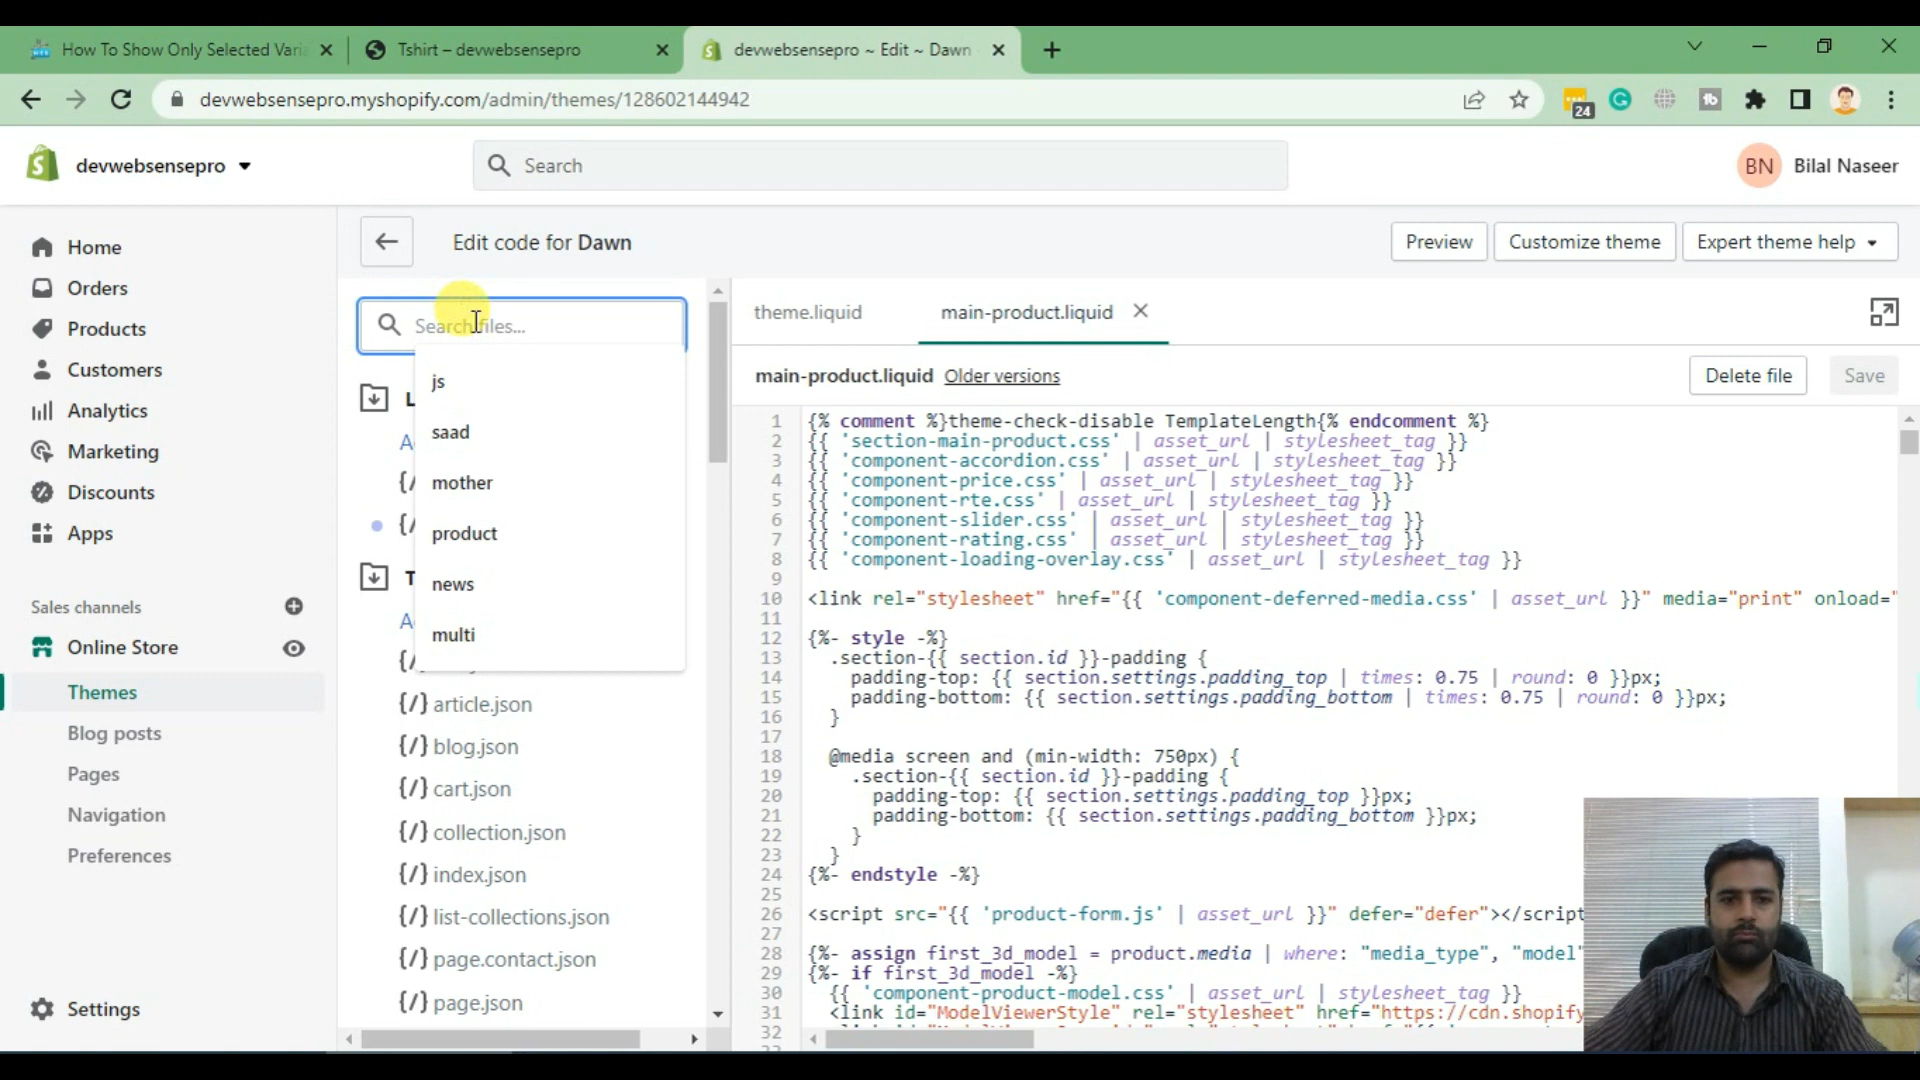 How To Show Only Selected Vari
Tshirt – devwebsensepro
devwebsensepro ~ Edit ~ Dawn
devwebsensepro.myshopify.com/admin/themes/128602144942
24
devwebsensepro
Search
BN
Bilal Naseer
Home
Orders
Products
Customers
Analytics
Marketing
Discounts
Apps
Sales channels
Online Store
Themes
Blog posts
Pages
Navigation
Preferences
Settings
Edit code for Dawn
Preview
Customize theme
Expert theme help
Search files...
js
saad
mother
product
news
multi
L
A
{/
{/
T
A
{/
{/} article.json
{/} blog.json
{/} cart.json
{/} collection.json
{/} index.json
{/} list-collections.json
{/} page.contact.json
{/} page.json
theme.liquid
main-product.liquid
main-product.liquid Older versions
Delete file
Save
1 {% comment %}theme-check-disable TemplateLength{% endcomment %}
2 {{ 'section-main-product.css' | asset_url | stylesheet_tag }}
3 {{ 'component-accordion.css' | asset_url | stylesheet_tag }}
4 {{ 'component-price.css' | asset_url | stylesheet_tag }}
5 {{ 'component-rte.css' | asset_url | stylesheet_tag }}
6 {{ 'component-slider.css' | asset_url | stylesheet_tag }}
7 {{ 'component-rating.css' | asset_url | stylesheet_tag }}
8 {{ 'component-loading-overlay.css' | asset_url | stylesheet_tag }}
9
10 <link rel="stylesheet" href="{{ 'component-deferred-media.css' | asset_url }}" media="print" onload="
11
12 {%- style -%}
13 .section-{{ section.id }}-padding {
14 padding-top: {{ section.settings.padding_top | times: 0.75 | round: 0 }}px;
15 padding-bottom: {{ section.settings.padding_bottom | times: 0.75 | round: 0 }}px;
16 }
17
18 @media screen and (min-width: 750px) {
19 .section-{{ section.id }}-padding {
20 padding-top: {{ section.settings.padding_top }}px;
21 padding-bottom: {{ section.settings.padding_bottom }}px;
22 }
23 }
24 {%- endstyle -%}
25
26 <script src="{{ 'product-form.js' | asset_url }}" defer="defer"></script
27
28 {%- assign first_3d_model = product.media | where: "media_type", "model"
29 {%- if first_3d_model -%}
30 {{ 'component-product-model.css' | asset_url | stylesheet_tag }}
31 <link id="ModelViewerStyle" rel="stylesheet" href="https://cdn.shopify
32